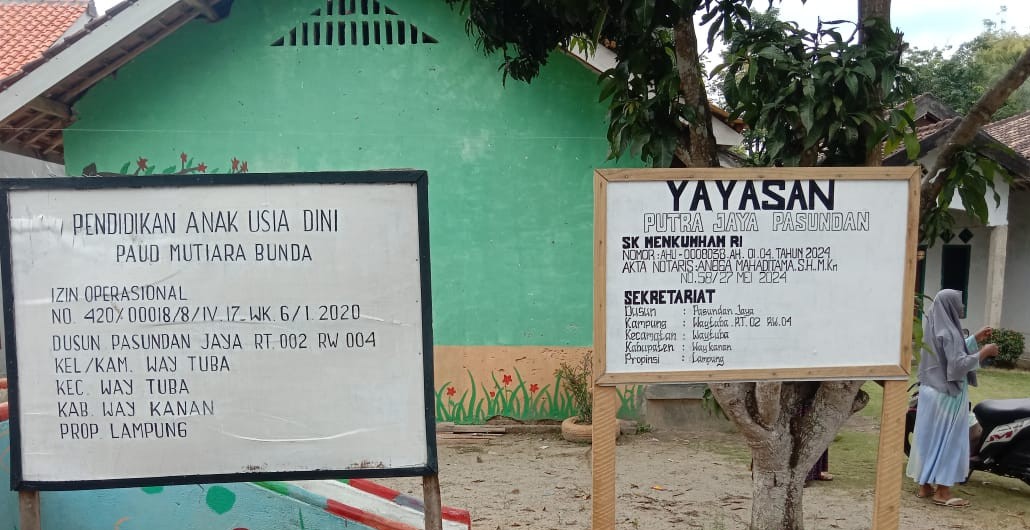 PENDIDIKAN ANAK USIA DINI
PAUD MUTIARA BUNDA
IZIN OPERASIONAL
NO. 420/00018/8/IV.17-WK.6/1.2020
DUSUN PASUNDAN JAYA RT.002 RW 004
KEL/KAM. WAY TUBA
KEC. WAY TUBA
KAB. WAY KANAN
PROP. LAMPUNG
YAYASAN
PUTRA JAYA PASUNDAN
SK MENKUMHAM RI
NOMOR:AHU-0008038.AH.01.04.TAHUN 2024
AKTA NOTARIS:ANGGA MAHADITAMA.S.H.,M.Kn
NO.58/27 MEI 2024
SEKRETARIAT
Dusun : Pasundan Jaya
Kampung : Waytuba.RT.02 RW.04
Kecamatan : Waytuba
Kabupaten : Way kanan
Propinsi : Lampung